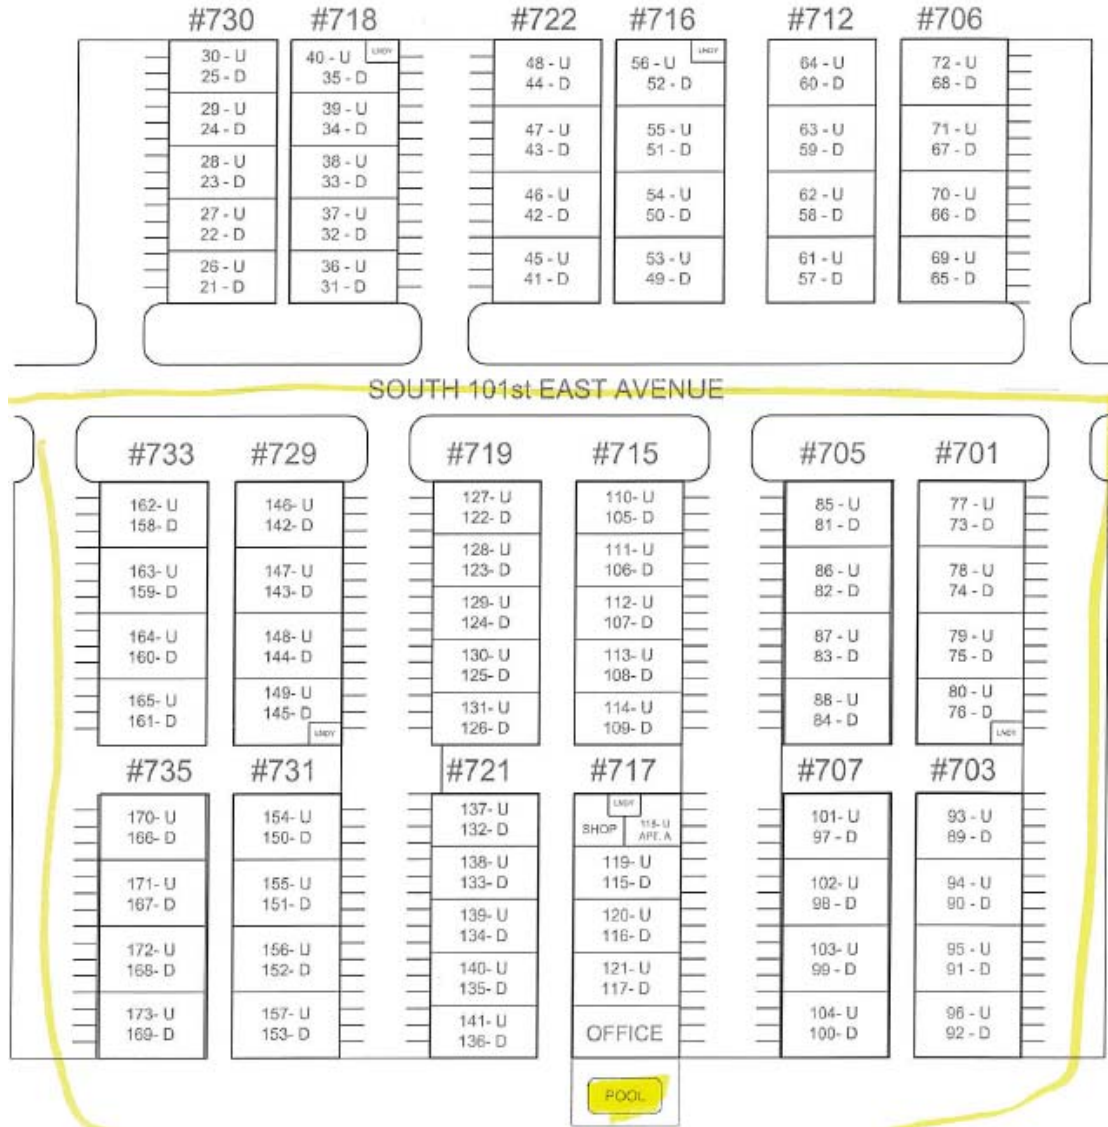 #730 #718 #722 #716 #712 #706
30 - U 40 - U LNDY 48 - U 56 - U LNDY 64 - U 72 - U
25 - D 35 - D 44 - D 52 - D 60 - D 68 - D
29 - U 39 - U 47 - U 55 - U 63 - U 71 - U
24 - D 34 - D 43 - D 51 - D 59 - D 67 - D
28 - U 38 - U 46 - U 54 - U 62 - U 70 - U
23 - D 33 - D 42 - D 50 - D 58 - D 66 - D
27 - U 37 - U 45 - U 53 - U 61 - U 69 - U
22 - D 32 - D 41 - D 49 - D 57 - D 65 - D
26 - U 36 - U
21 - D 31 - D
SOUTH 101st EAST AVENUE
#733 #729 #719 #715 #705 #701
162- U 146- U 127- U 110- U 85 - U 77 - U
158- D 142- D 122- D 105- D 81 - D 73 - D
163- U 147- U 128- U 111- U 86 - U 78 - U
159- D 143- D 123- D 106- D 82 - D 74 - D
164- U 148- U 129- U 112- U 87 - U 79 - U
160- D 144- D 124- D 107- D 83 - D 75 - D
165- U 149- U 130- U 113- U 88 - U 80 - U
161- D 145- D 125- D 108- D 84 - D 76 - D
LNDY 131- U 114- U LNDY
126- D 109- D
#735 #731 #721 #717 #707 #703
170- U 154- U 137- U LNDY 101- U 93 - U
166- D 150- D 132- D SHOP 118- U 97 - D 89 - D
APT. A
171- U 155- U 138- U 119- U 102- U 94 - U
167- D 151- D 133- D 115- D 98 - D 90 - D
172- U 156- U 139- U 120- U 103- U 95 - U
168- D 152- D 134- D 116- D 99 - D 91 - D
173- U 157- U 140- U 121- U 104- U 96 - U
169- D 153- D 135- D 117- D 100- D 92 - D
141- U OFFICE
136- D
POOL